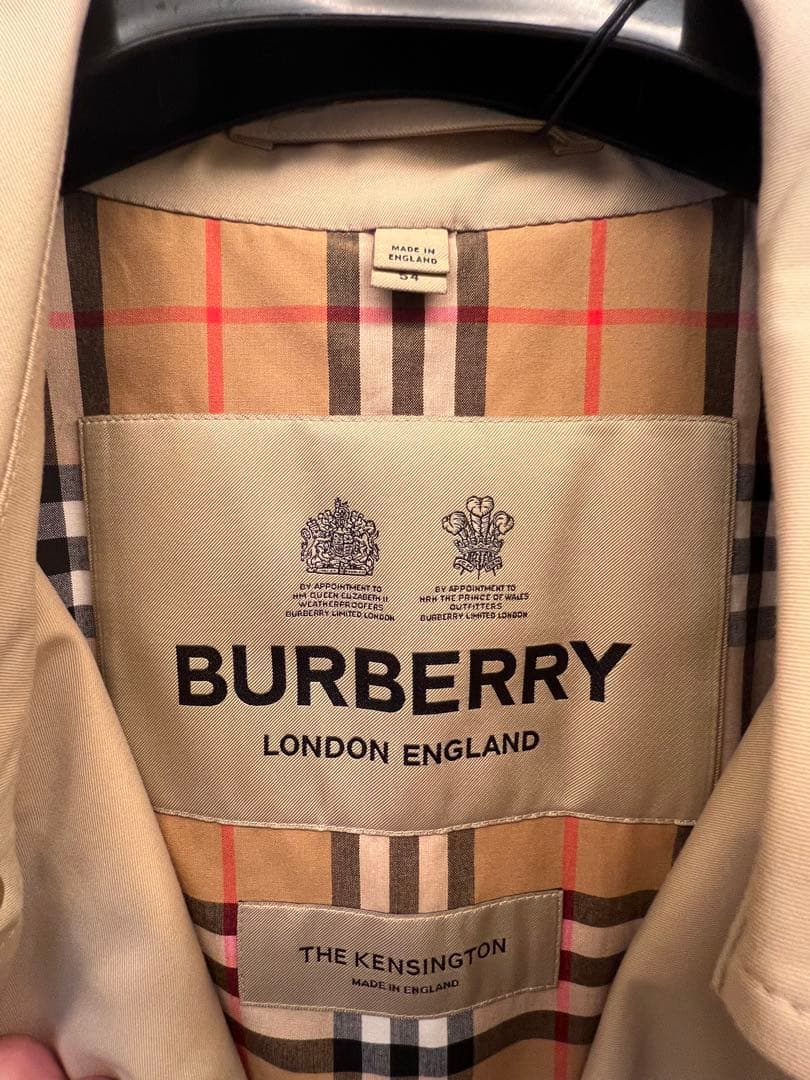 MADE IN
ENGLAND
54
BY APPOINTMENT TO
HM QUEEN ELIZABETH II
WEATHERPROOFERS
BURBERRY LIMITED LONDON
BY APPOINTMENT TO
HRH THE PRINCE OF WALES
OUTFITTERS
BURBERRY LIMITED LONDON
BURBERRY
LONDON ENGLAND
THE KENSINGTON
MADE IN ENGLAND